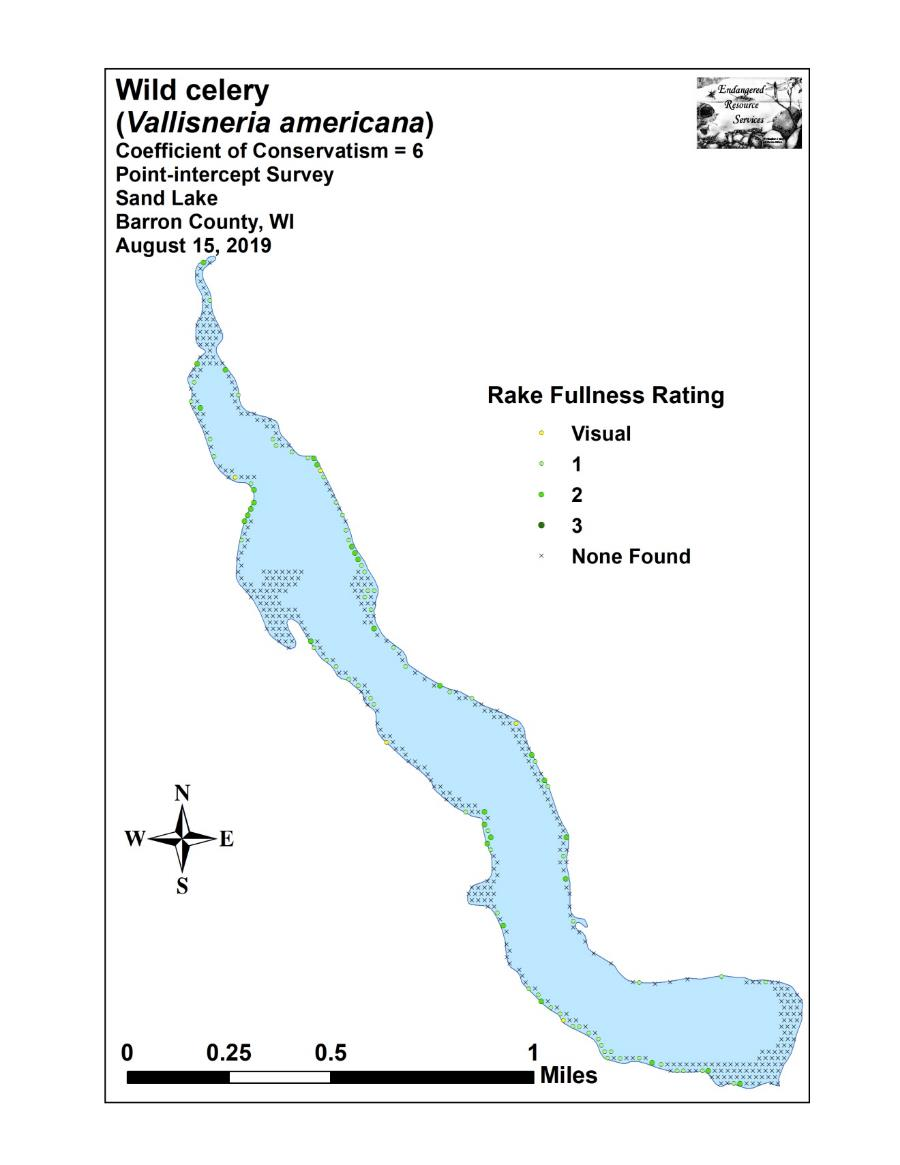 Wild celery
(Vallisneria americana)
Coefficient of Conservatism = 6
Point-intercept Survey
Sand Lake
Barron County, WI
August 15, 2019
Endangered
Resource
Services
Rake Fullness Rating
Visual
1
2
3
None Found
N
W E
S
0 0.25 0.5 1
Miles